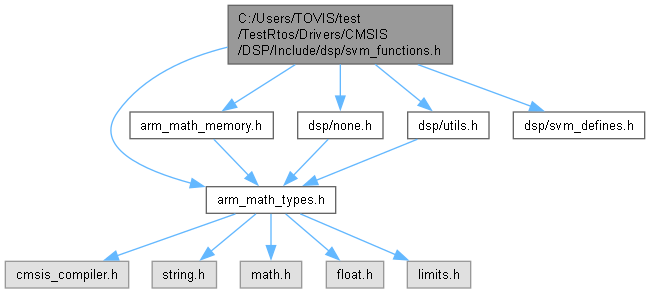 C:/Users/TOVIS/test
/TestRtos/Drivers/CMSIS
/DSP/Include/dsp/svm_functions.h
arm_math_memory.h
dsp/none.h
dsp/utils.h
dsp/svm_defines.h
arm_math_types.h
cmsis_compiler.h
string.h
math.h
float.h
limits.h